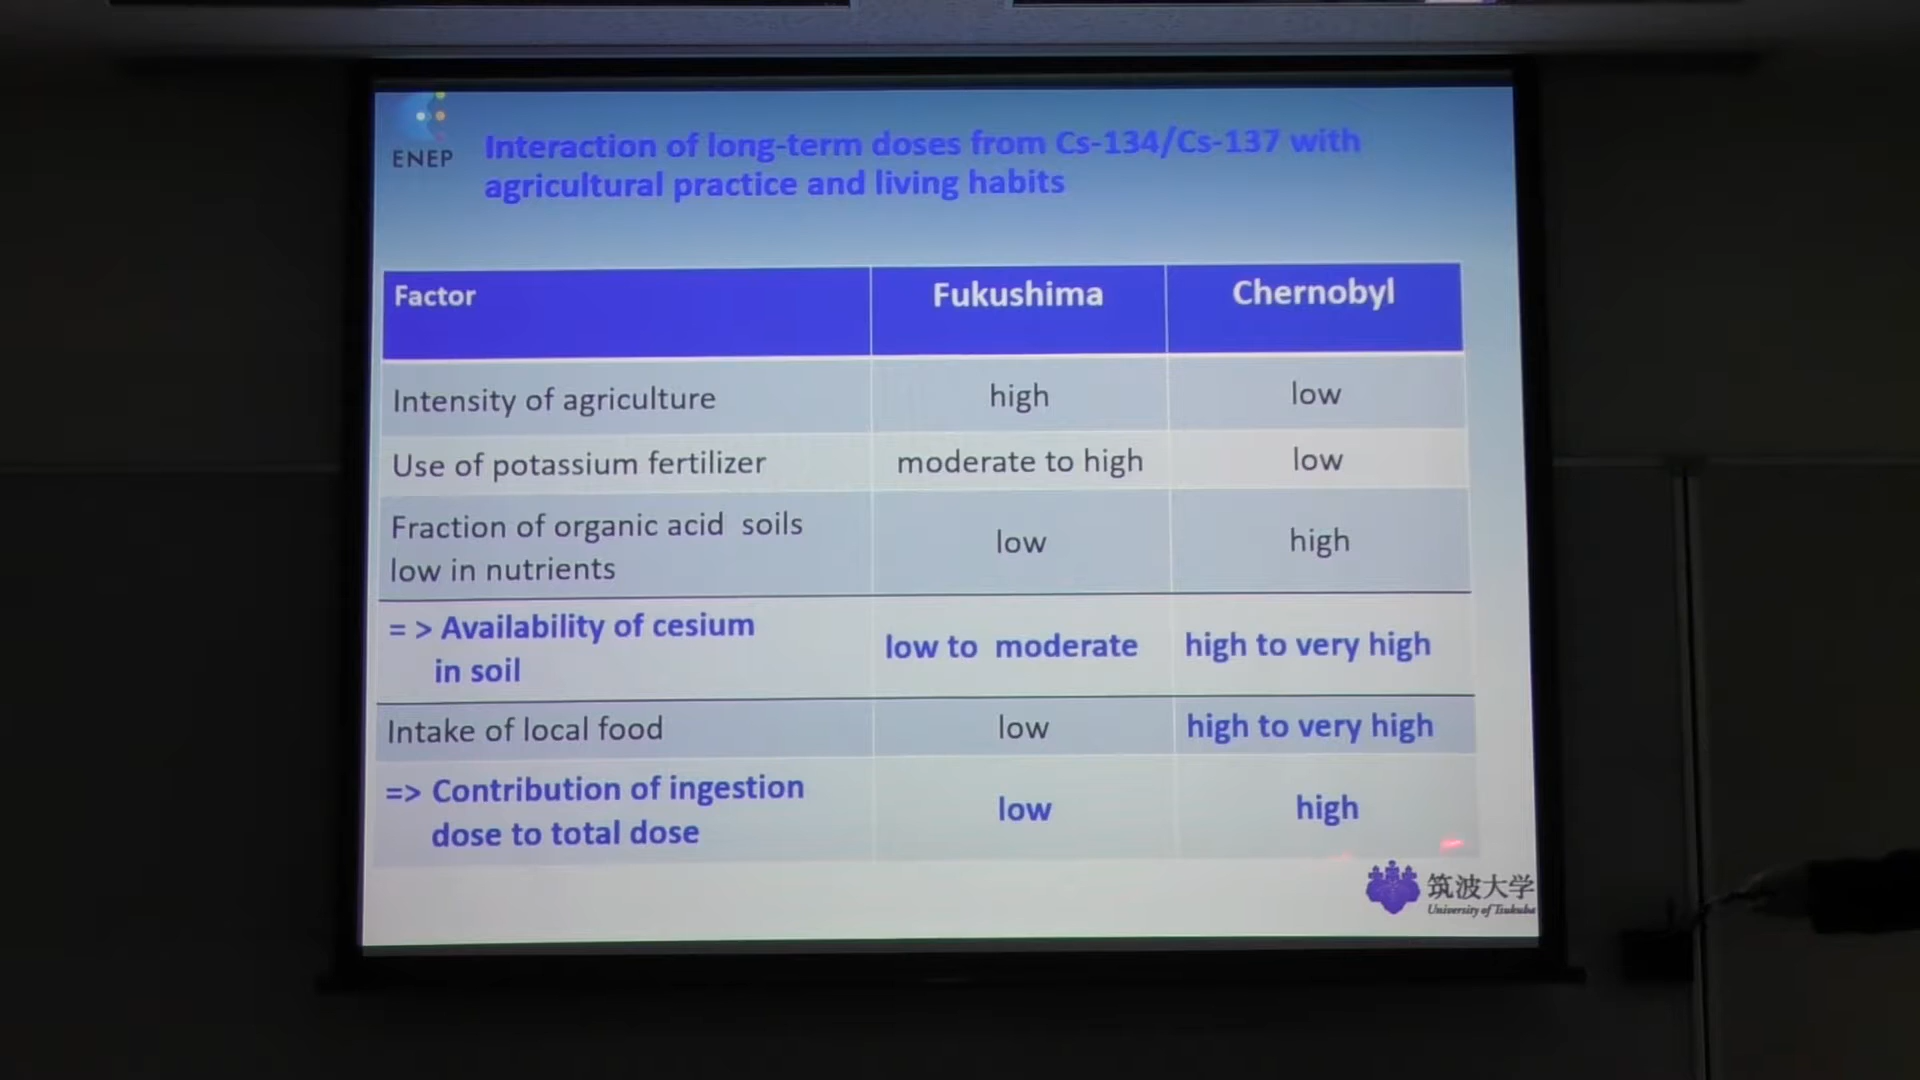 ENEP
Interaction of long-term doses from Cs-134/Cs-137 with
agricultural practice and living habits
Factor Fukushima Chernobyl
Intensity of agriculture high low
Use of potassium fertilizer moderate to high low
Fraction of organic acid soils
low in nutrients low high
= > Availability of cesium
in soil low to moderate high to very high
Intake of local food low high to very high
=> Contribution of ingestion
dose to total dose low high
筑波大学
University of Tsukuba